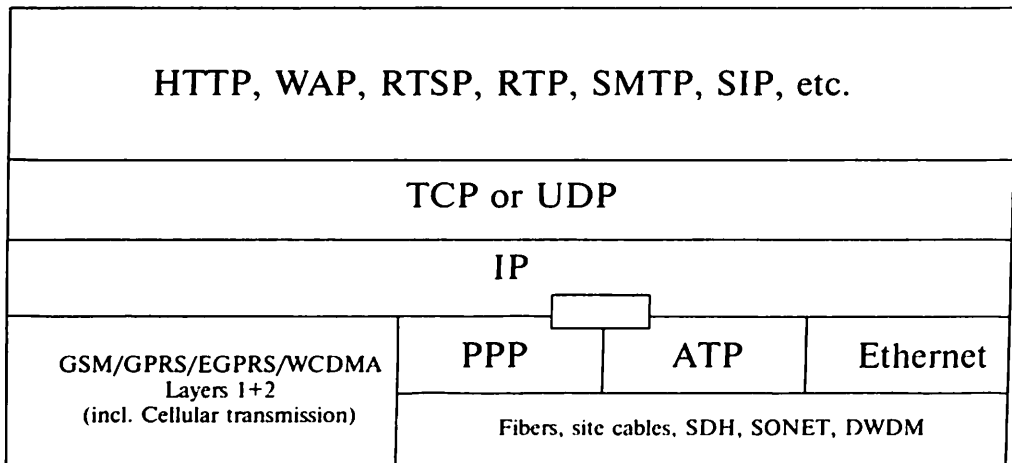 HTTP, WAP, RTSP, RTP, SMTP, SIP, etc.
TCP or UDP
IP
GSM/GPRS/EGPRS/WCDMA
Layers 1+2
(incl. Cellular transmission)
PPP
ATP
Ethernet
Fibers, site cables, SDH, SONET, DWDM